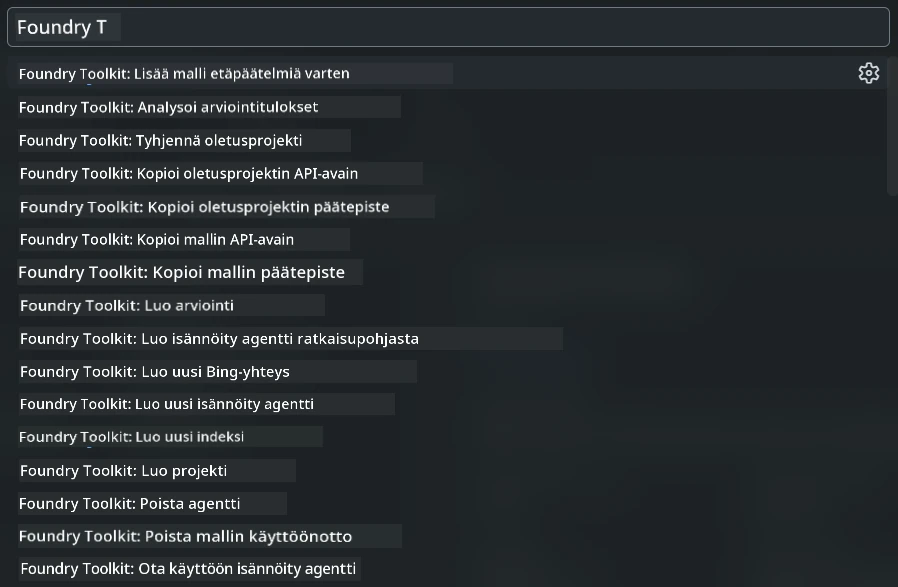 Foundry T
Foundry Toolkit: Lisää malli etäpäätelmiä varten
Foundry Toolkit: Analysoi arviointitulokset
Foundry Toolkit: Tyhjennä oletusprojekti
Foundry Toolkit: Kopioi oletusprojektin API-avain
Foundry Toolkit: Kopioi oletusprojektin päätepiste
Foundry Toolkit: Kopioi mallin API-avain
Foundry Toolkit: Kopioi mallin päätepiste
Foundry Toolkit: Luo arviointi
Foundry Toolkit: Luo isännöity agentti ratkaisupohjasta
Foundry Toolkit: Luo uusi Bing-yhteys
Foundry Toolkit: Luo uusi isännöity agentti
Foundry Toolkit: Luo uusi indeksi
Foundry Toolkit: Luo projekti
Foundry Toolkit: Poista agentti
Foundry Toolkit: Poista mallin käyttöönotto
Foundry Toolkit: Ota käyttöön isännöity agentti